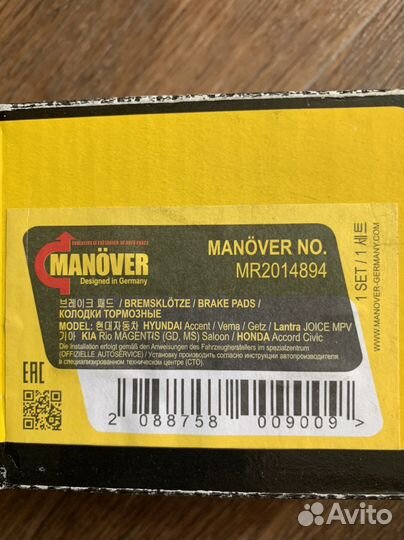 MANÖVER
Designed in Germany
MANÖVER NO.
MR2014894
브레이크 패드 / BREMSKLÖTZE / BRAKE PADS /
КОЛОДКИ ТОРМОЗНЫЕ
MODEL: 현대자동차 HYUNDAI Accent / Verna / Getz / Lantra JOICE MPV
기아 KIA Rio MAGENTIS (GD, MS) Saloon / HONDA Accord Civic
Die Installation erfolgt gemäß den Anweisungen des Fahrzeugherstellers im spezialzentrum
(OFFIZIELLE AUTOSERVICE) / Установку производить согласно инструкции автопроизводителя
в специализированном техническом центре (СТО).
1 SET / 1 세트
WWW.MANOVER-GERMANY.COM
EAC
2 088758 009009 >
Avito